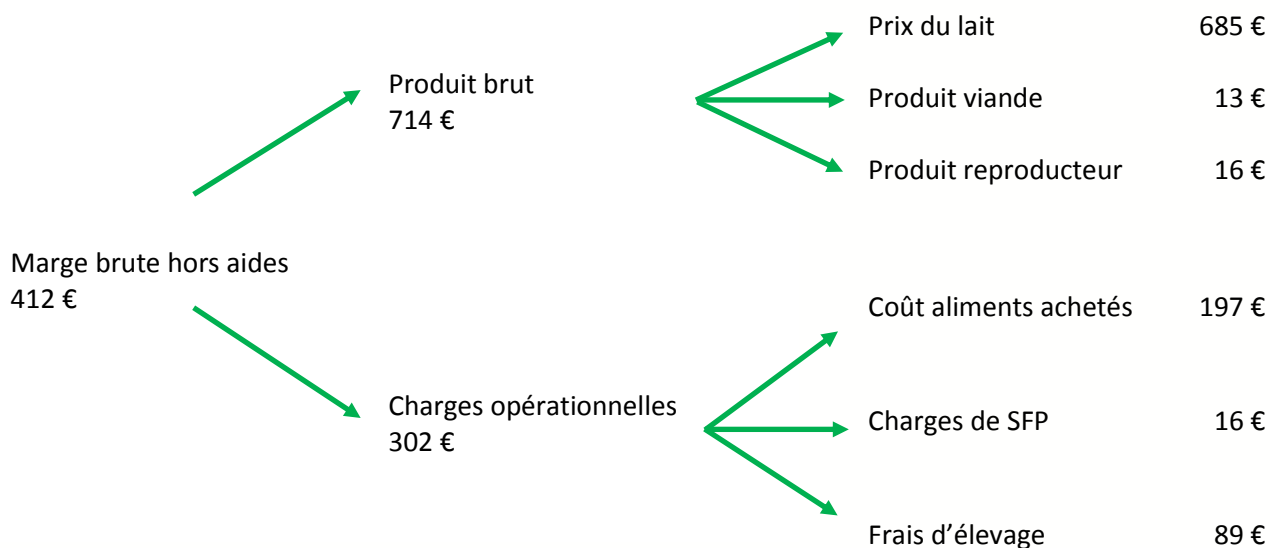 Prix du lait 685 €
Produit brut
714 €
Produit viande 13 €
Produit reproducteur 16 €
Marge brute hors aides
412 €
Coût aliments achetés 197 €
Charges opérationnelles
302 €
Charges de SFP 16 €
Frais d’élevage 89 €